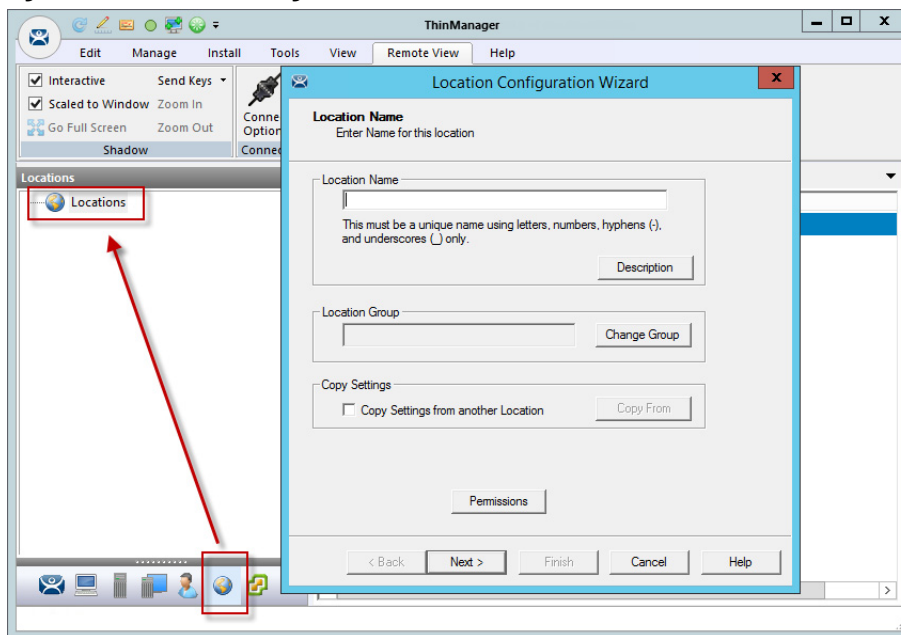 ThinManager
Edit Manage Install Tools View Remote View Help
Interactive Send Keys
Scaled to Window Zoom In
Go Full Screen Zoom Out
Shadow
Locations
Locations
Location Configuration Wizard
Location Name
Enter Name for this location
Location Name
This must be a unique name using letters, numbers, hyphens (-),
and underscores (_) only.
Description
Location Group
Change Group
Copy Settings
Copy Settings from another Location
Copy From
Permissions
< Back Next > Finish Cancel Help